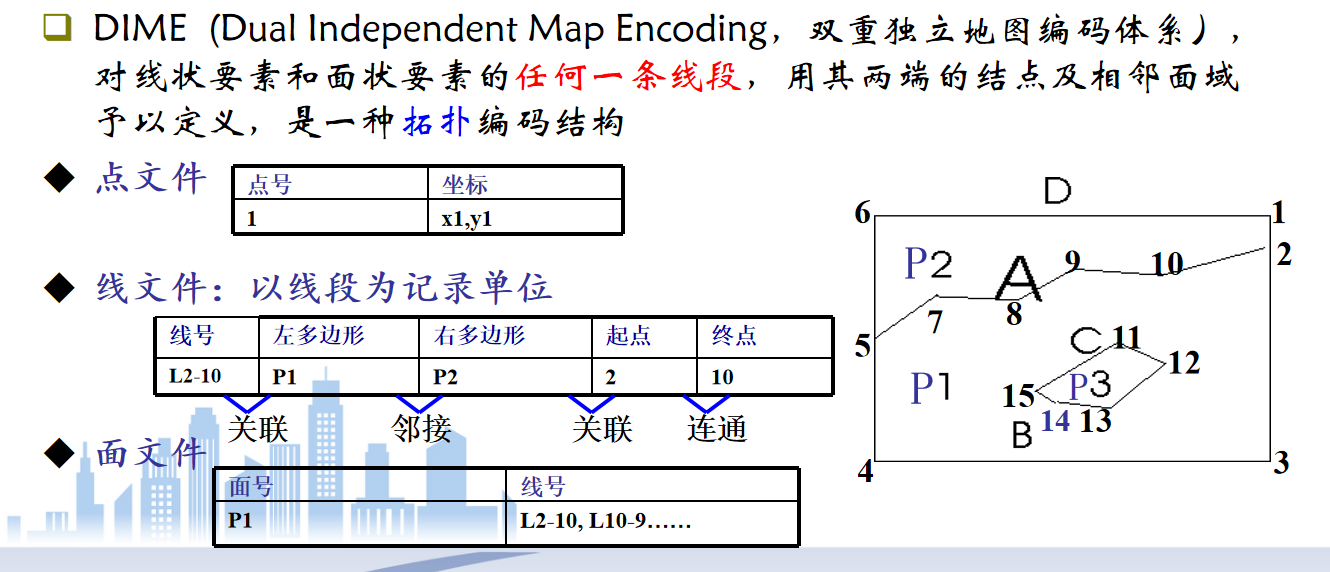 DIME (Dual Independent Map Encoding，双重独立地图编码体系)，
对线状要素和面状要素的任何一条线段，用其两端的结点及相邻面域
予以定义，是一种拓扑编码结构
点文件
点号 坐标
1 x1,y1
线文件：以线段为记录单位
线号 左多边形 右多边形 起点 终点
L2-10 P1 P2 2 10
关联 邻接 关联 连通
面文件
面号 线号
P1 L2-10, L10-9……
D
6 1
P2 A 9 10 2
7 8
5 C 11 12
P1 15 P3
B 14 13
4 3